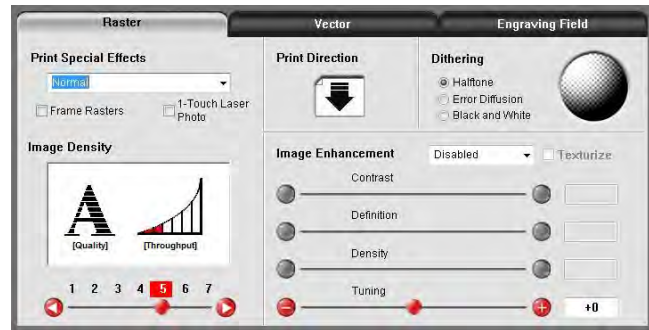 Raster
Vector
Engraving Field
Print Special Effects
Normal
Frame Rasters
1-Touch Laser
Photo
Image Density
A
[Quality]
[Throughput]
1 2 3 4 5 6 7
Print Direction
Dithering
Halftone
Error Diffusion
Black and White
Image Enhancement
Disabled
Texturize
Contrast
Definition
Density
Tuning
+0